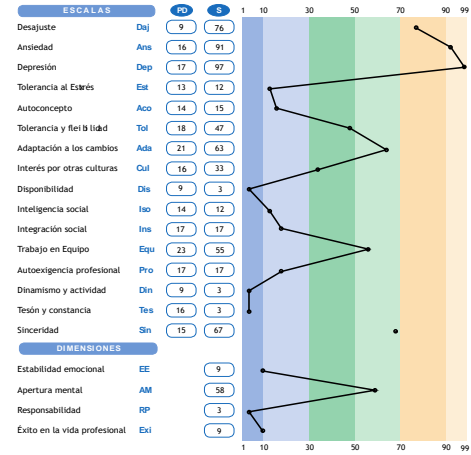 ESCALAS PD S 1 10 30 50 70 90 99
Desajuste Daj 9 76
Ansiedad Ans 16 91
Depresión Dep 17 97
Tolerancia al Estrés Est 13 12
Autoconcepto Aco 14 15
Tolerancia y flexibilidad Tol 18 47
Adaptación a los cambios Ada 21 63
Interés por otras culturas Cul 16 33
Disponibilidad Dis 9 3
Inteligencia social Iso 14 12
Integración social Ins 17 17
Trabajo en Equipo Equ 23 55
Autoexigencia profesional Pro 17 17
Dinamismo y actividad Din 9 3
Tesón y constancia Tes 16 3
Sinceridad Sin 15 67
DIMENSIONES
Estabilidad emocional EE 9
Apertura mental AM 58
Responsabilidad RP 3
Éxito en la vida profesional Exi 9
1 10 30 50 70 90 99